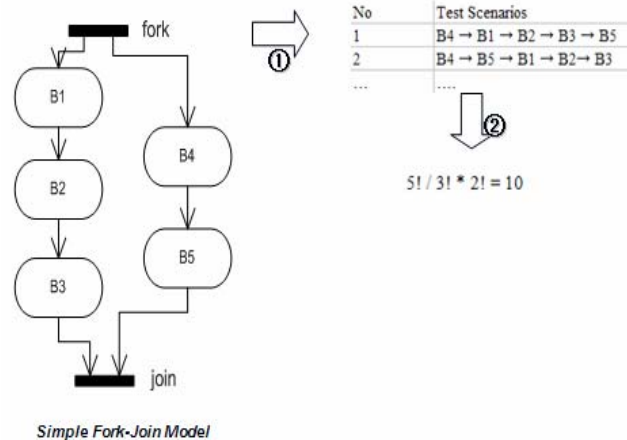 fork
B1
B2
B3
B4
B5
join
Simple Fork-Join Model
①
No Test Scenarios
1 B4 → B1 → B2 → B3 → B5
2 B4 → B5 → B1 → B2→ B3
... ....
②
5! / 3! * 2! = 10